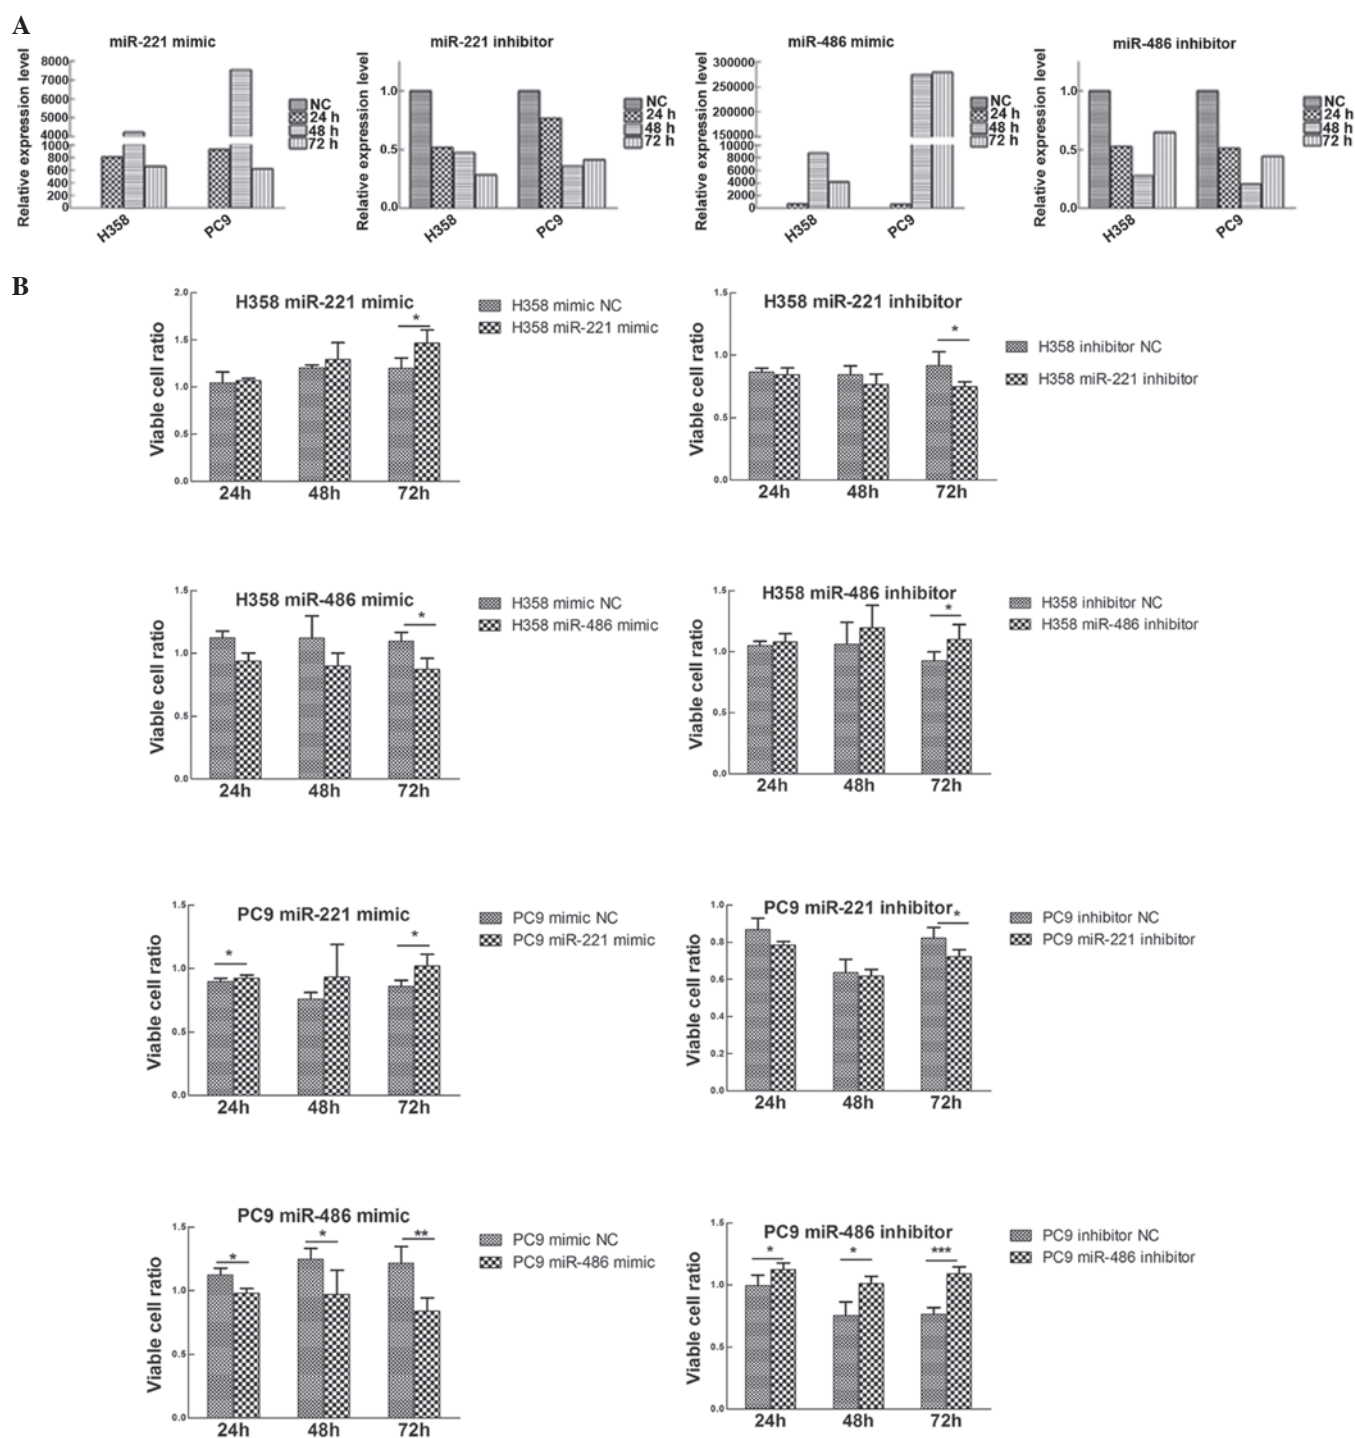 A
miR-221 mimic
Relative expression level
8000
7000
6000
5000
4000
1000
800
600
400
200
0
H358
PC9
NC
24 h
48 h
72 h
miR-221 inhibitor
Relative expression level
1.0
0.5
0.0
H358
PC9
NC
24 h
48 h
72 h
miR-486 mimic
Relative expression level
300000
250000
200000
150000
10000
8000
6000
4000
2000
0
H358
PC9
NC
24 h
48 h
72 h
miR-486 inhibitor
Relative expression level
1.0
0.5
0.0
H358
PC9
NC
24 h
48 h
72 h
B
H358 miR-221 mimic
Viable cell ratio
2.0
1.5
1.0
0.5
0.0
*
24h 48h 72h
H358 mimic NC
H358 miR-221 mimic
H358 miR-221 inhibitor
Viable cell ratio
1.5
1.0
0.5
0.0
*
24h 48h 72h
H358 inhibitor NC
H358 miR-221 inhibitor
H358 miR-486 mimic
Viable cell ratio
1.5
1.0
0.5
0.0
*
24h 48h 72h
H358 mimic NC
H358 miR-486 mimic
H358 miR-486 inhibitor
Viable cell ratio
1.5
1.0
0.5
0.0
*
24h 48h 72h
H358 inhibitor NC
H358 miR-486 inhibitor
PC9 miR-221 mimic
Viable cell ratio
1.5
1.0
0.5
0.0
* *
24h 48h 72h
PC9 mimic NC
PC9 miR-221 mimic
PC9 miR-221 inhibitor
Viable cell ratio
1.0
0.8
0.6
0.4
0.2
0.0
*
24h 48h 72h
PC9 inhibitor NC
PC9 miR-221 inhibitor
PC9 miR-486 mimic
Viable cell ratio
1.5
1.0
0.5
0.0
* * **
24h 48h 72h
PC9 mimic NC
PC9 miR-486 mimic
PC9 miR-486 inhibitor
Viable cell ratio
1.5
1.0
0.5
0.0
* * ***
24h 48h 72h
PC9 inhibitor NC
PC9 miR-486 inhibitor